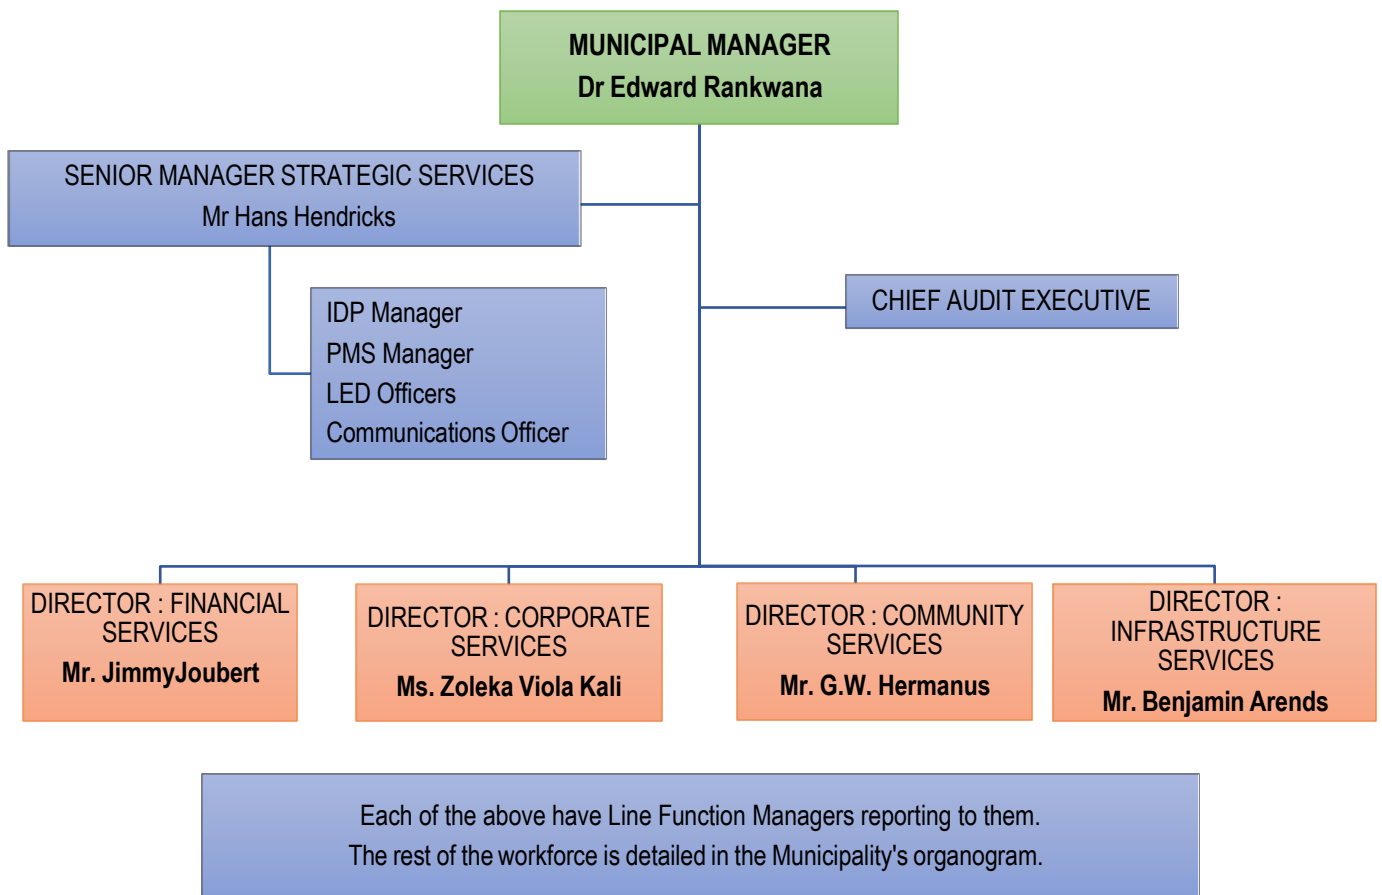 MUNICIPAL MANAGER
Dr Edward Rankwana
SENIOR MANAGER STRATEGIC SERVICES
Mr Hans Hendricks
IDP Manager
PMS Manager
LED Officers
Communications Officer
CHIEF AUDIT EXECUTIVE
DIRECTOR : FINANCIAL
SERVICES
Mr. JimmyJoubert
DIRECTOR : CORPORATE
SERVICES
Ms. Zoleka Viola Kali
DIRECTOR : COMMUNITY
SERVICES
Mr. G.W. Hermanus
DIRECTOR :
INFRASTRUCTURE
SERVICES
Mr. Benjamin Arends
Each of the above have Line Function Managers reporting to them.
The rest of the workforce is detailed in the Municipality's organogram.